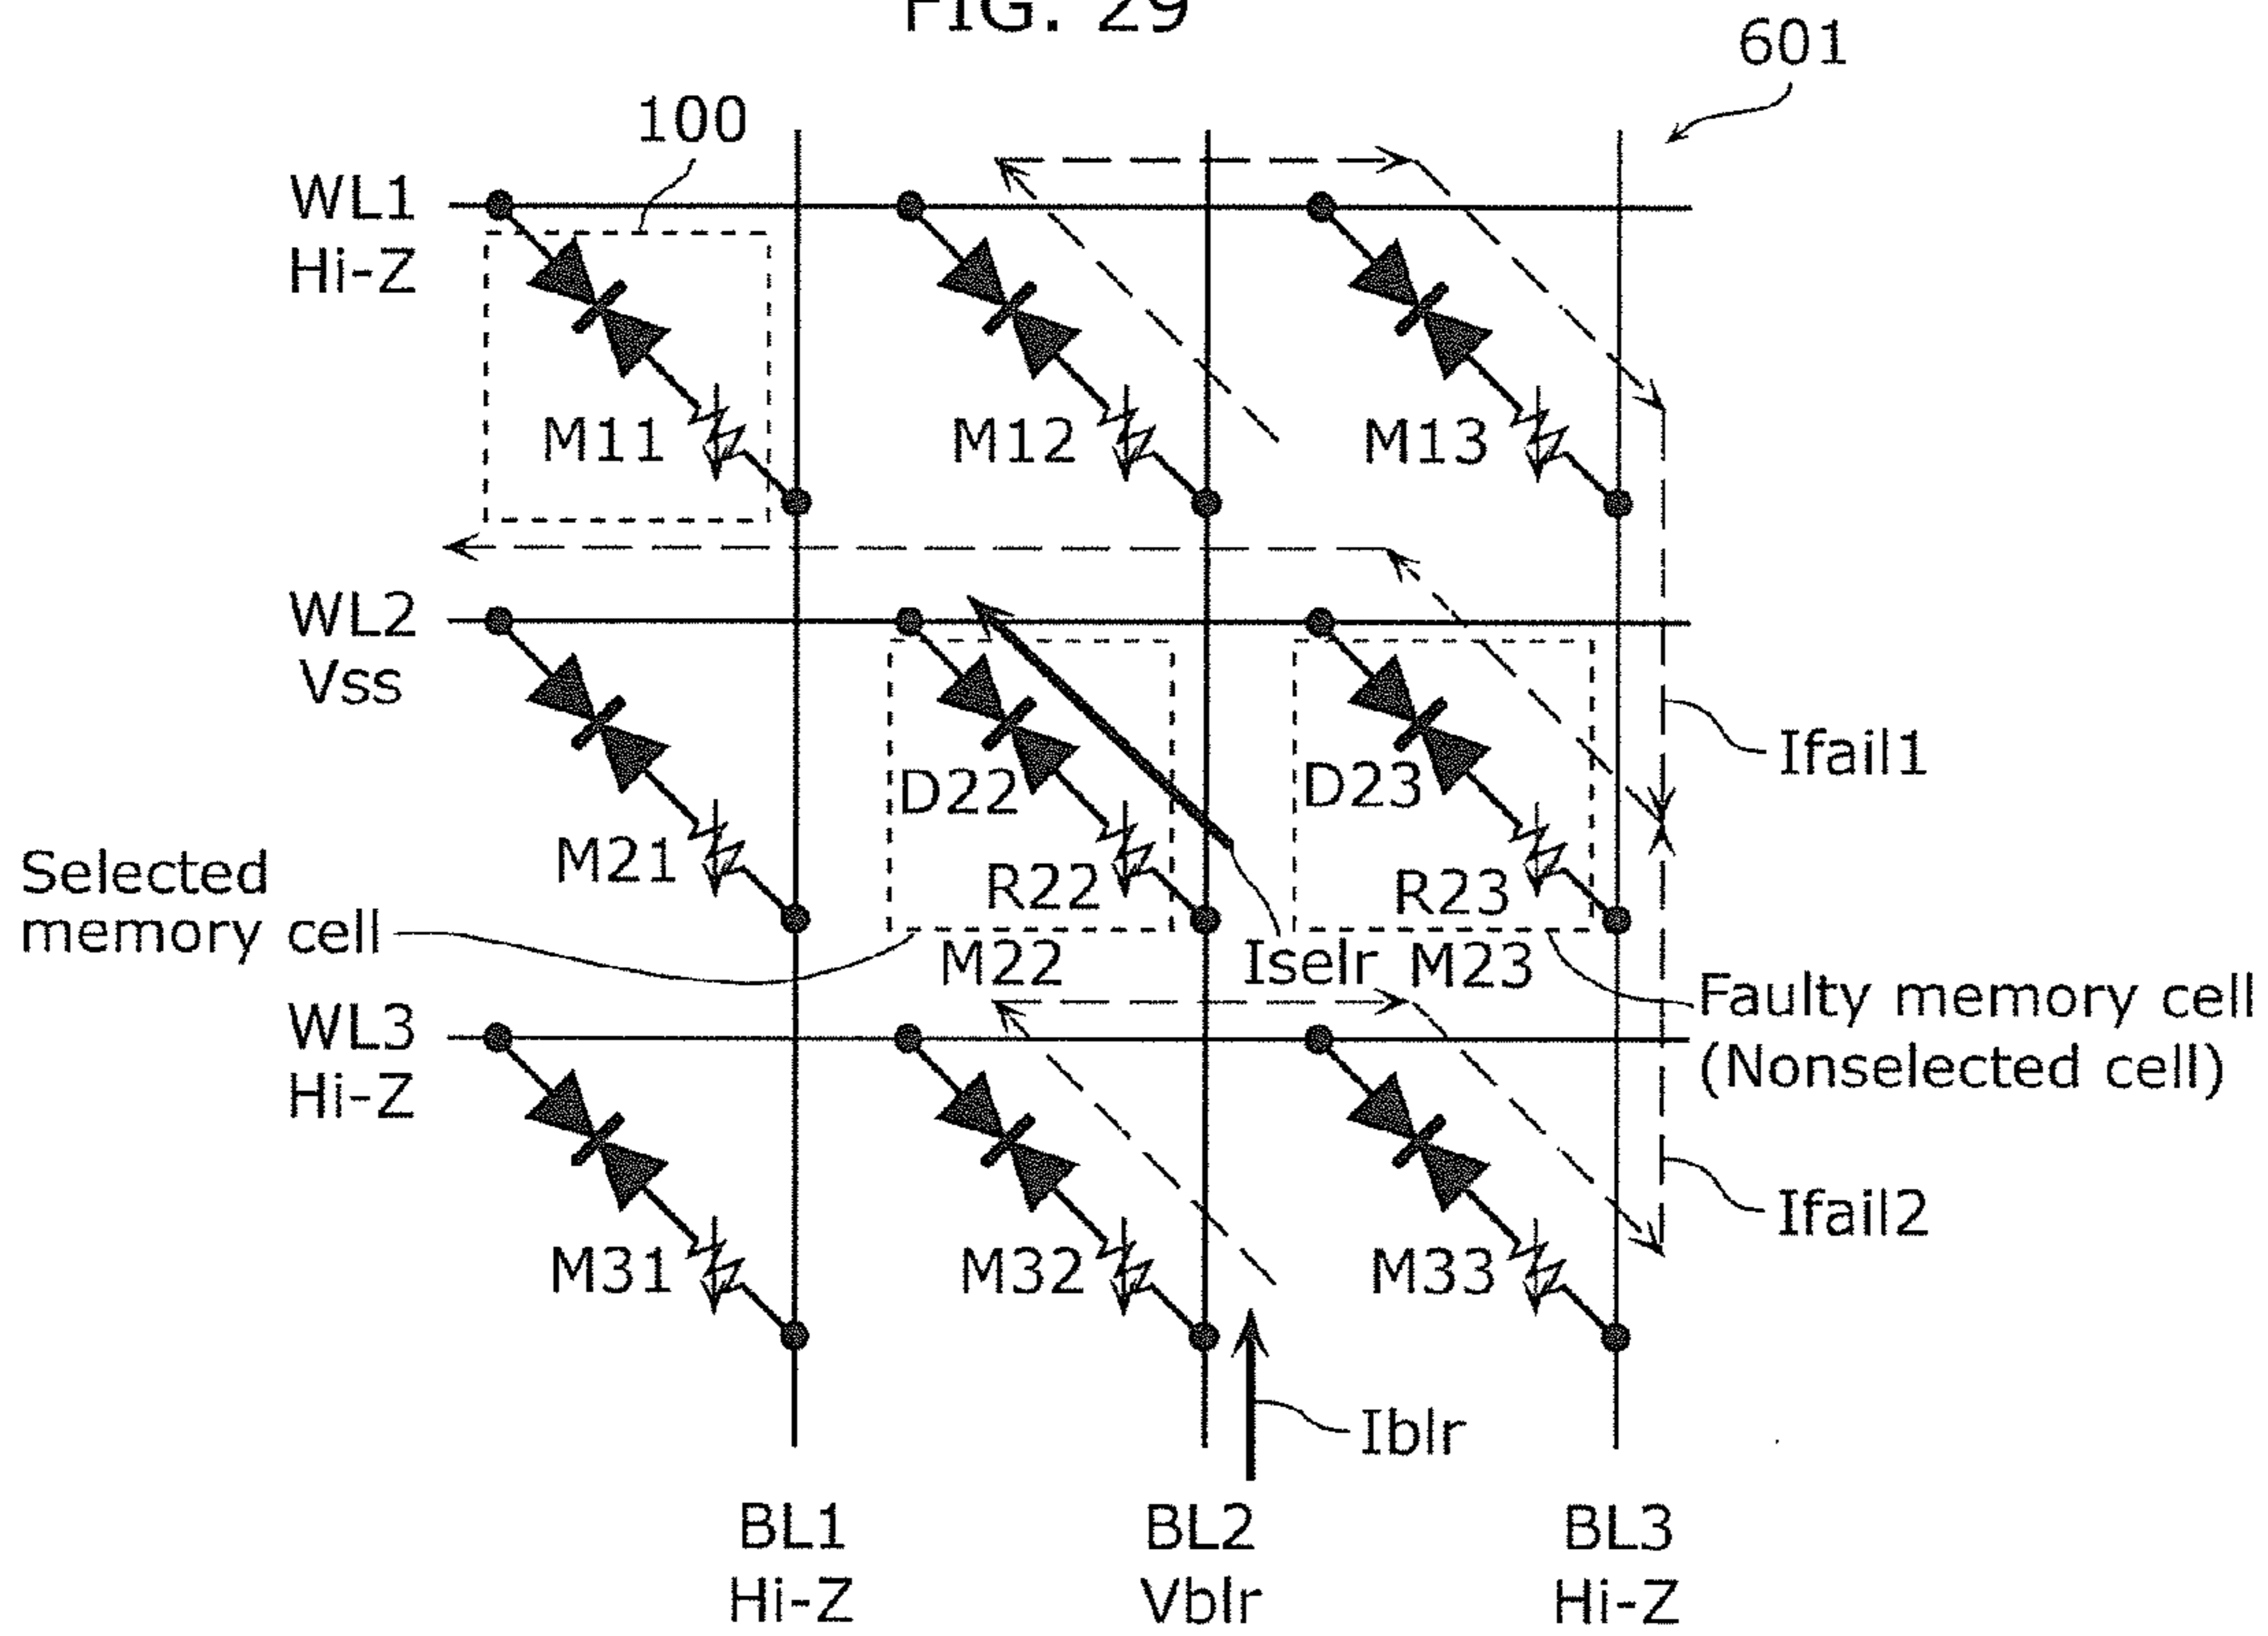 FIG. 29
601
100
WL1
Hi-Z
M11
M12
M13
WL2
Vss
D22
D23
Ifail1
M21
R22
R23
Selected
memory cell
M22
Iselr
M23
Faulty memory cell
(Nonselected cell)
WL3
Hi-Z
M31
M32
M33
Ifail2
Iblr
BL1
Hi-Z
BL2
Vblr
BL3
Hi-Z